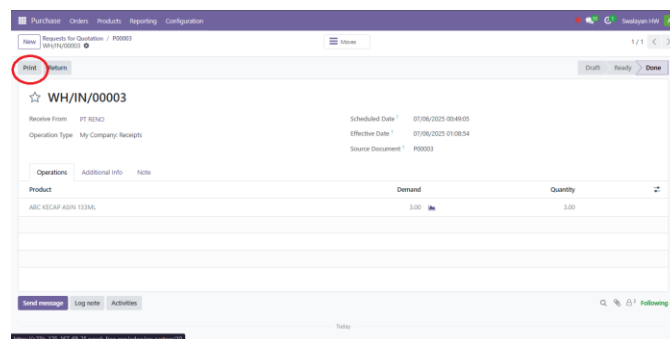 Purchase Orders Products Reporting Configuration Swalayan HW
New Requests for Quotation / P00003
WH/IN/00003 Moves 1 / 1
Print Return Draft Ready Done
WH/IN/00003
Receive From PT RENO Scheduled Date ? 07/06/2025 00:49:05
Operation Type My Company: Receipts Effective Date ? 07/06/2025 01:08:54
Source Document ? P00003
Operations Additional Info Note
Product Demand Quantity
ABC KECAP ASIN 133ML 3.00 3.00
Send message Log note Activities Following
Today